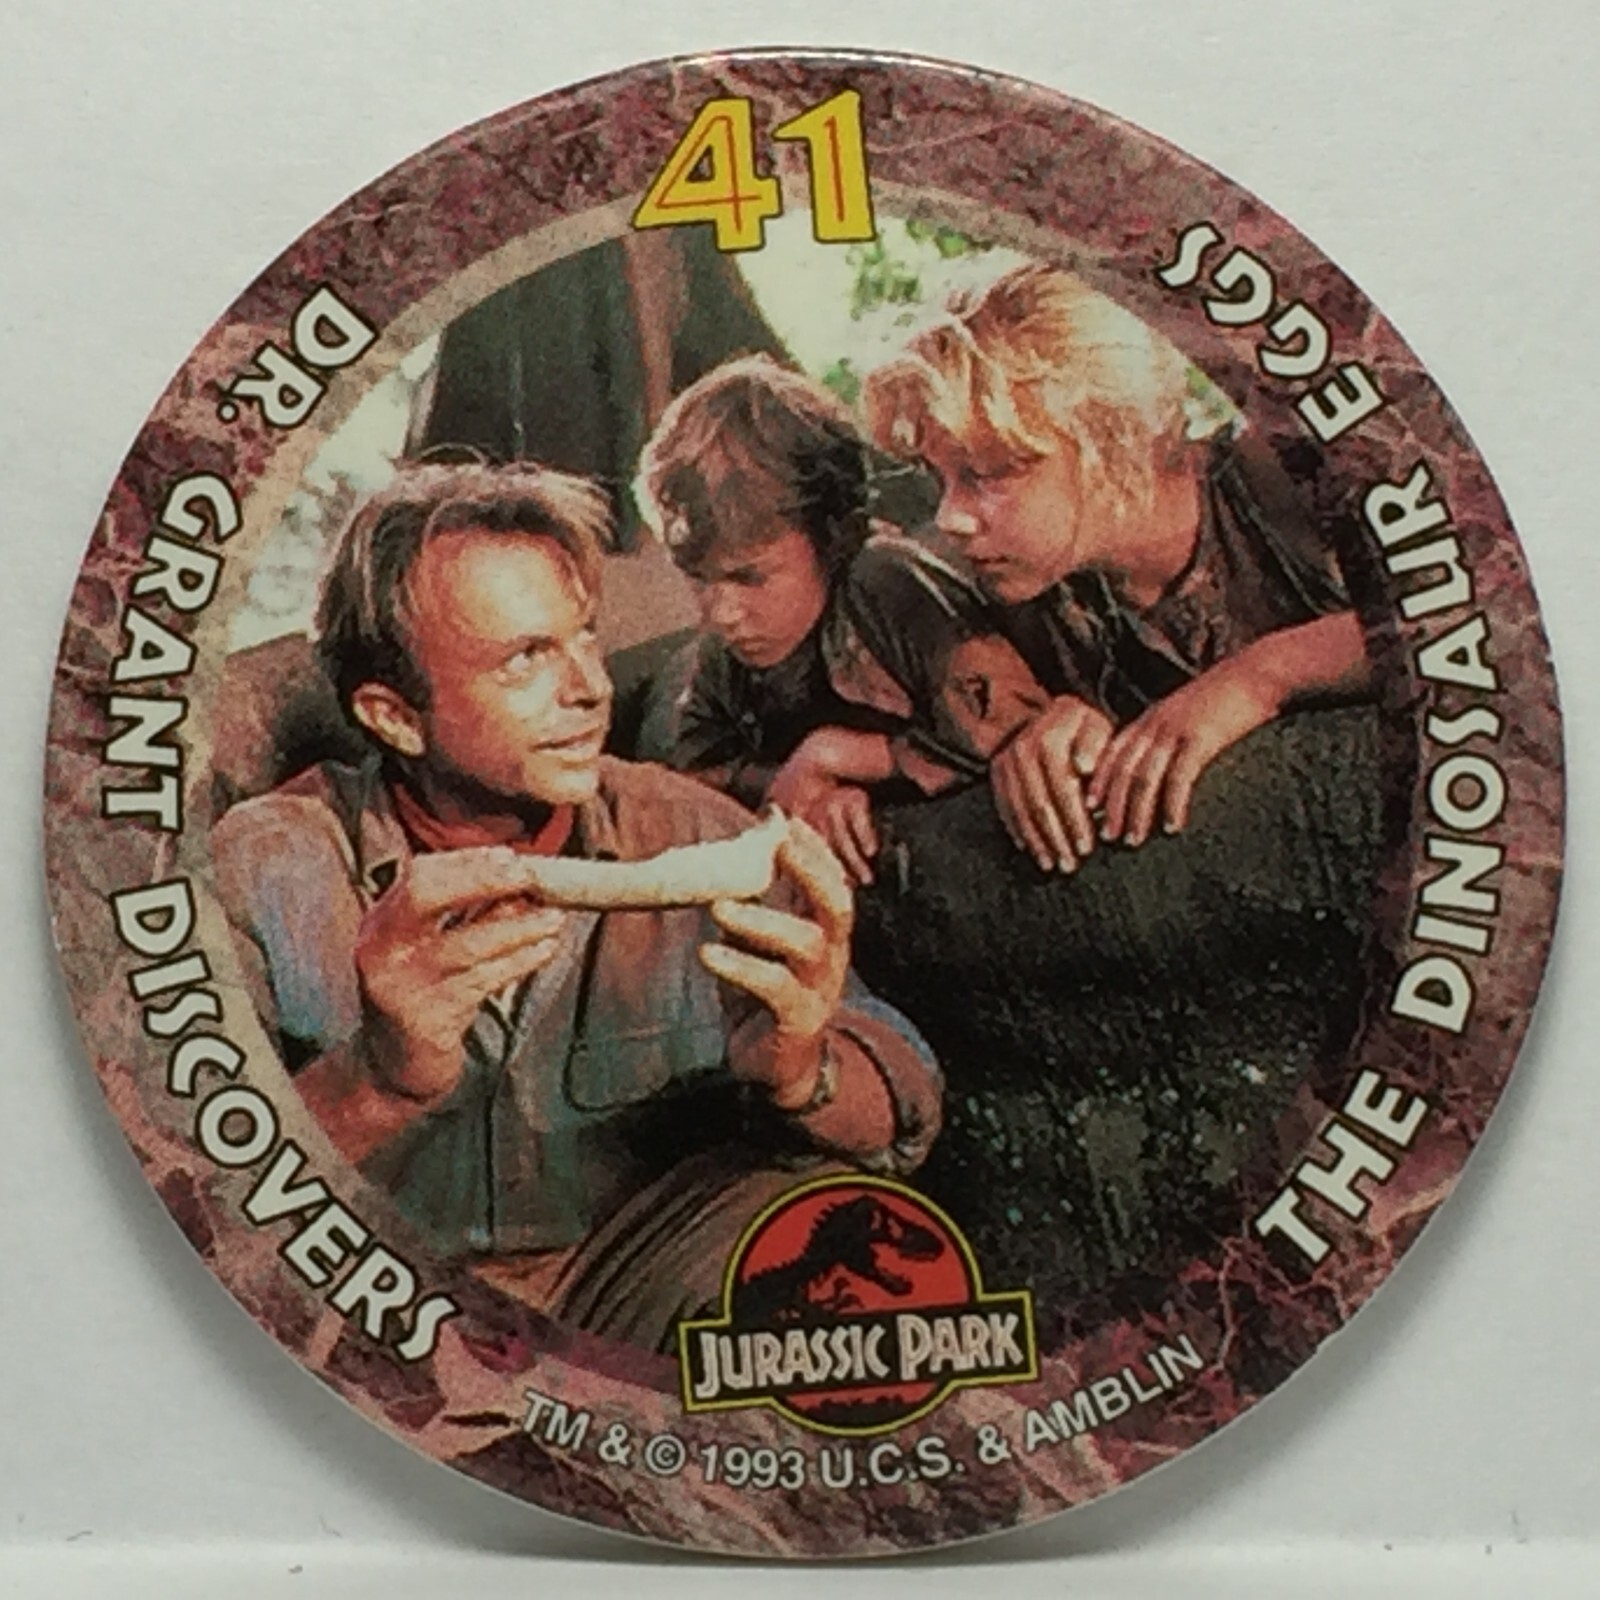 41
DR. GRANT DISCOVERS
THE DINOSAUR EGGS
JURASSIC PARK
TM & © 1993 U.C.S. & AMBLIN